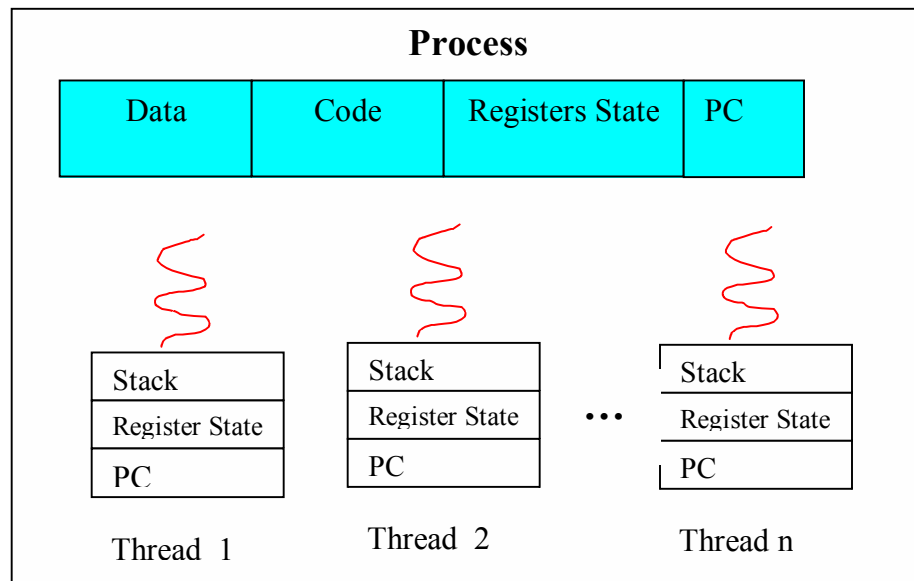 Process
Data Code Registers State PC
Stack Stack Stack
Register State Register State ... Register State
PC PC PC
Thread 1 Thread 2 Thread n